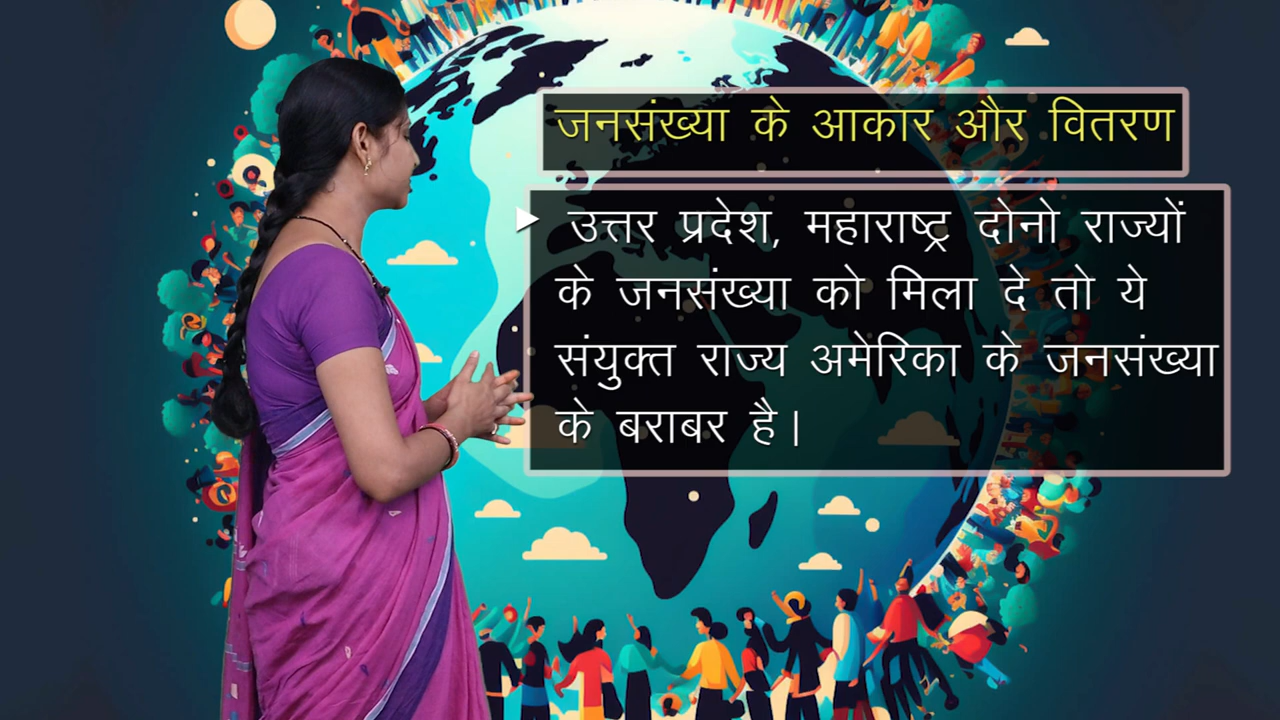 जनसंख्या के आकार और वितरण
उत्तर प्रदेश, महाराष्ट्र दोनो राज्यों
के जनसंख्या को मिला दे तो ये
संयुक्त राज्य अमेरिका के जनसंख्या
के बराबर है।